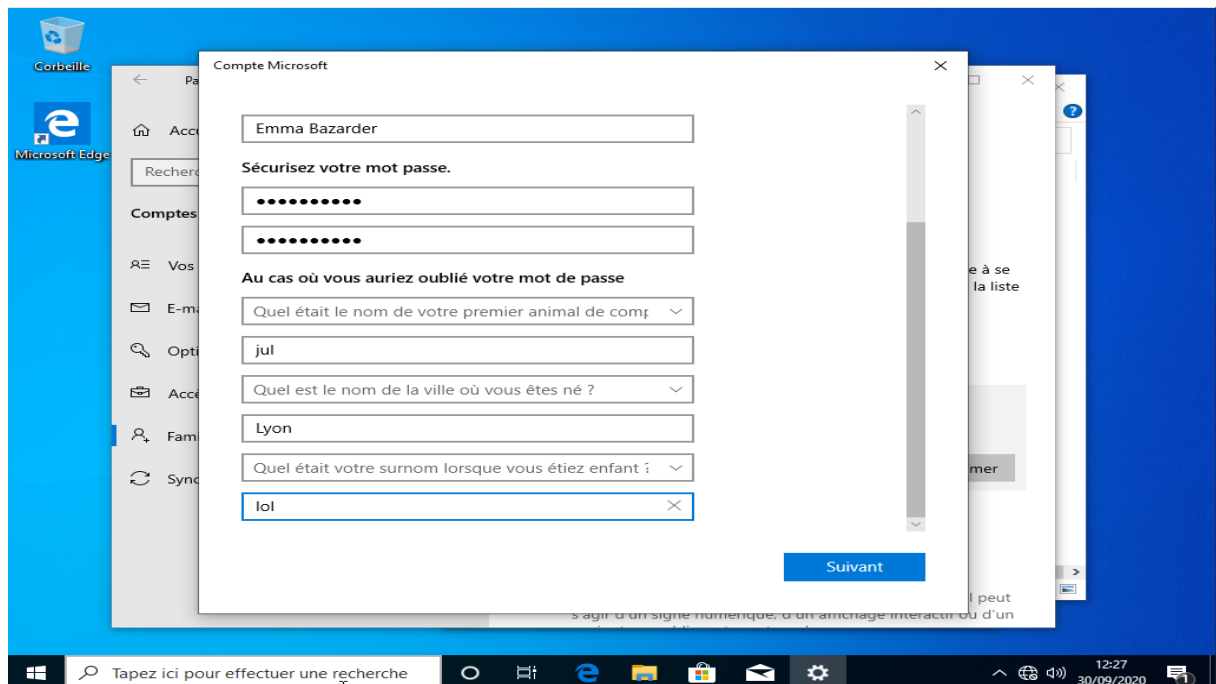 Corbeille
Microsoft Edge
Compte Microsoft
Pa
Accu
Recherc
Comptes
Vos
E-ma
Opti
Accè
Fami
Sync
Emma Bazarder
Sécurisez votre mot passe.
••••••••••
••••••••••
Au cas où vous auriez oublié votre mot de passe
Quel était le nom de votre premier animal de comp
jul
Quel est le nom de la ville où vous êtes né ?
Lyon
Quel était votre surnom lorsque vous étiez enfant ?
lol
Suivant
?
e à se
la liste
mer
l peut
s'agir d'un signe numérique, d'un affichage interactif ou d'un
Tapez ici pour effectuer une recherche
12:27
30/09/2020
1